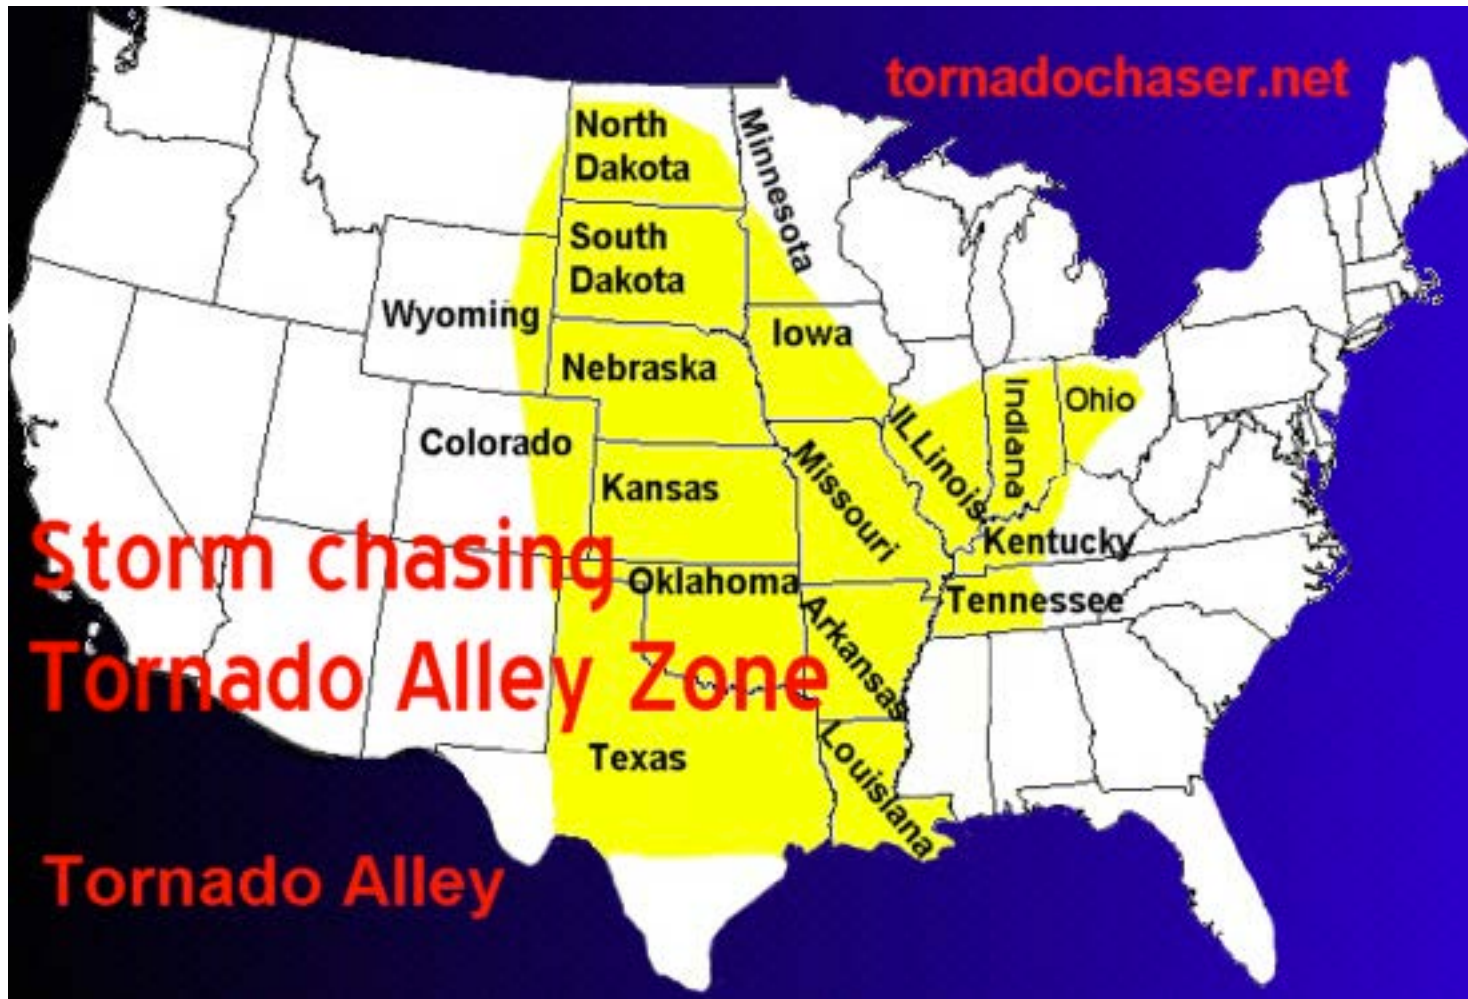 tornadochaser.net
North
Dakota
Minnesota
South
Dakota
Wyoming
Iowa
Nebraska
Indiana
Ohio
ILLinois
Colorado
Kansas
Missouri
Kentucky
Storm chasing
Oklahoma
Tennessee
Arkansas
Tornado Alley Zone
Texas
Louisiana
Tornado Alley